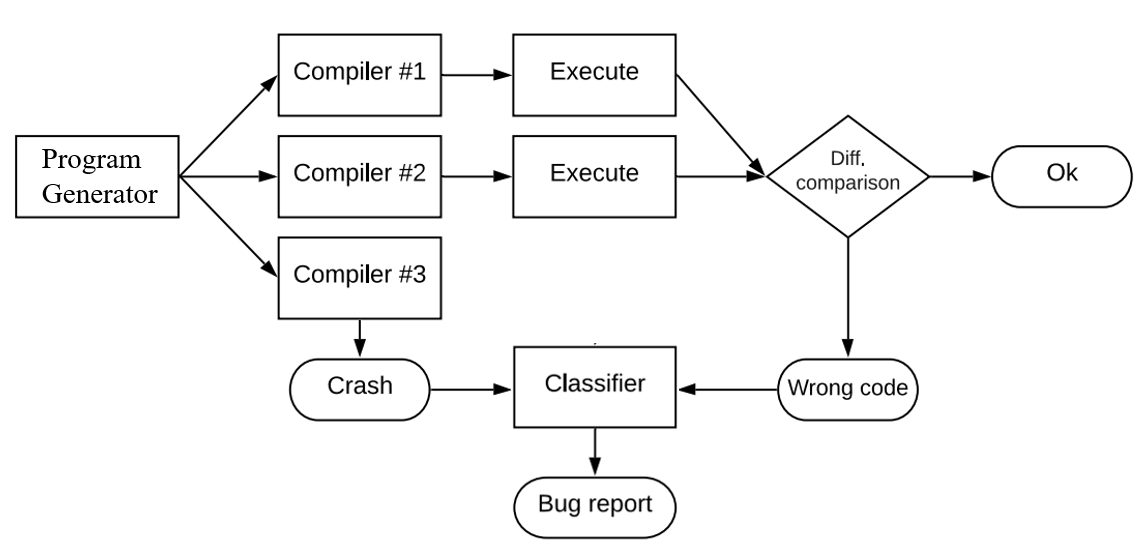 Compiler #1
Execute
Program
Generator
Compiler #2
Execute
Diff.
comparison
Ok
Compiler #3
Crash
Classifier
Wrong code
Bug report